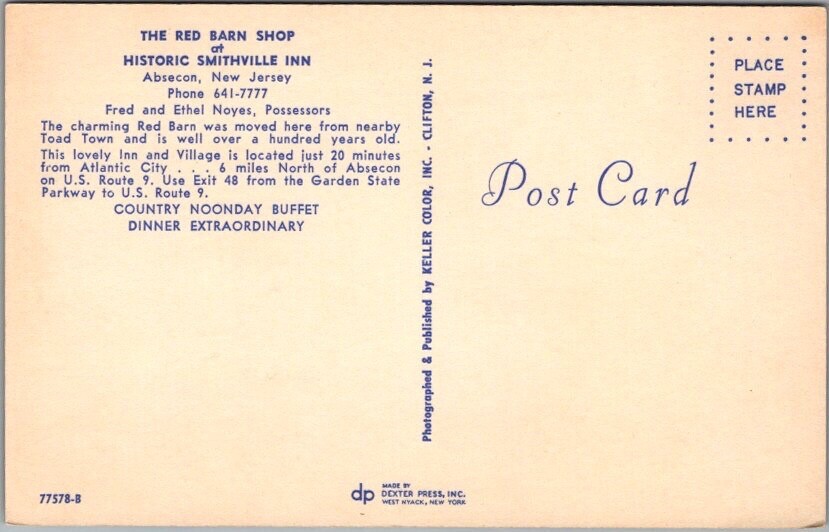 THE RED BARN SHOP
at
HISTORIC SMITHVILLE INN
Absecon, New Jersey
Phone 641-7777
Fred and Ethel Noyes, Possessors
The charming Red Barn was moved here from nearby
Toad Town and is well over a hundred years old.
This lovely Inn and Village is located just 20 minutes
from Atlantic City . . . 6 miles North of Absecon
on U.S. Route 9. Use Exit 48 from the Garden State
Parkway to U.S. Route 9.
COUNTRY NOONDAY BUFFET
DINNER EXTRAORDINARY
77578-B
Photographed & Published by KELLER COLOR, INC. - CLIFTON, N. J.
dp
MADE BY
DEXTER PRESS, INC.
WEST NYACK, NEW YORK
Post Card
PLACE
STAMP
HERE